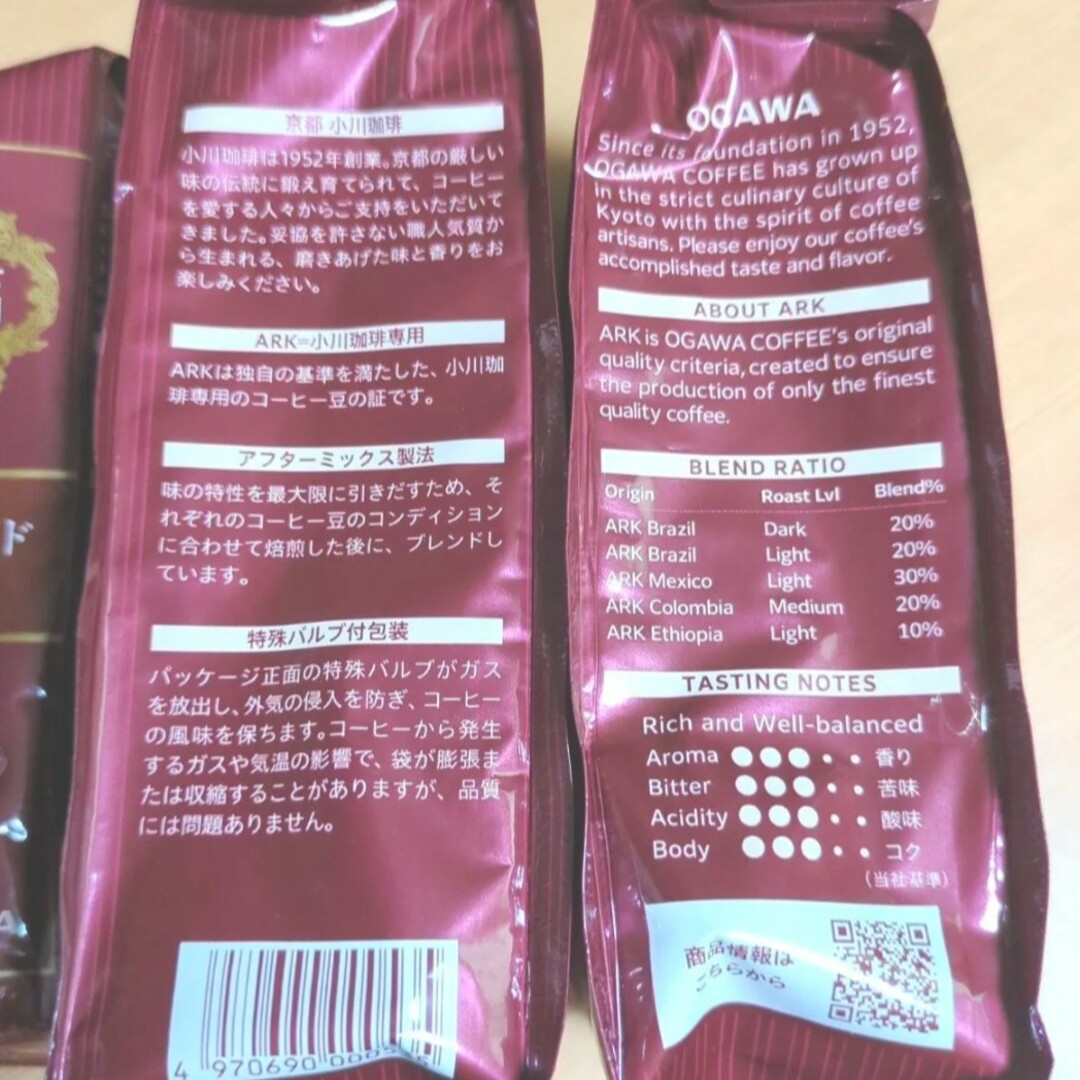 ド
京都 小川珈琲
小川珈琲は1952年創業。京都の厳しい
味の伝統に鍛え育てられて、コーヒー
を愛する人々からご支持をいただいて
きました。妥協を許さない職人気質か
ら生まれる、磨きあげた味と香りをお
楽しみください。
ARK=小川珈琲専用
ARKは独自の基準を満たした、小川珈
琲専用のコーヒー豆の証です。
アフターミックス製法
味の特性を最大限に引きだすため、そ
れぞれのコーヒー豆のコンディション
に合わせて焙煎した後に、ブレンドし
ています。
特殊バルブ付包装
パッケージ正面の特殊バルブがガス
を放出し、外気の侵入を防ぎ、コーヒー
の風味を保ちます。コーヒーから発生
するガスや気温の影響で、袋が膨張ま
たは収縮することがありますが、品質
には問題ありません。
4 970690
OGAWA
Since its foundation in 1952,
OGAWA COFFEE has grown up
in the strict culinary culture of
Kyoto with the spirit of coffee
artisans. Please enjoy our coffee's
accomplished taste and flavor.
ABOUT ARK
ARK is OGAWA COFFEE's original
quality criteria, created to ensure
the production of only the finest
quality coffee.
BLEND RATIO
Origin Roast Lvl Blend%
ARK Brazil Dark 20%
ARK Brazil Light 20%
ARK Mexico Light 30%
ARK Colombia Medium 20%
ARK Ethiopia Light 10%
TASTING NOTES
Rich and Well-balanced
Aroma 香り
Bitter 苦味
Acidity 酸味
Body コク
(当社基準)
商品情報は
こちらから